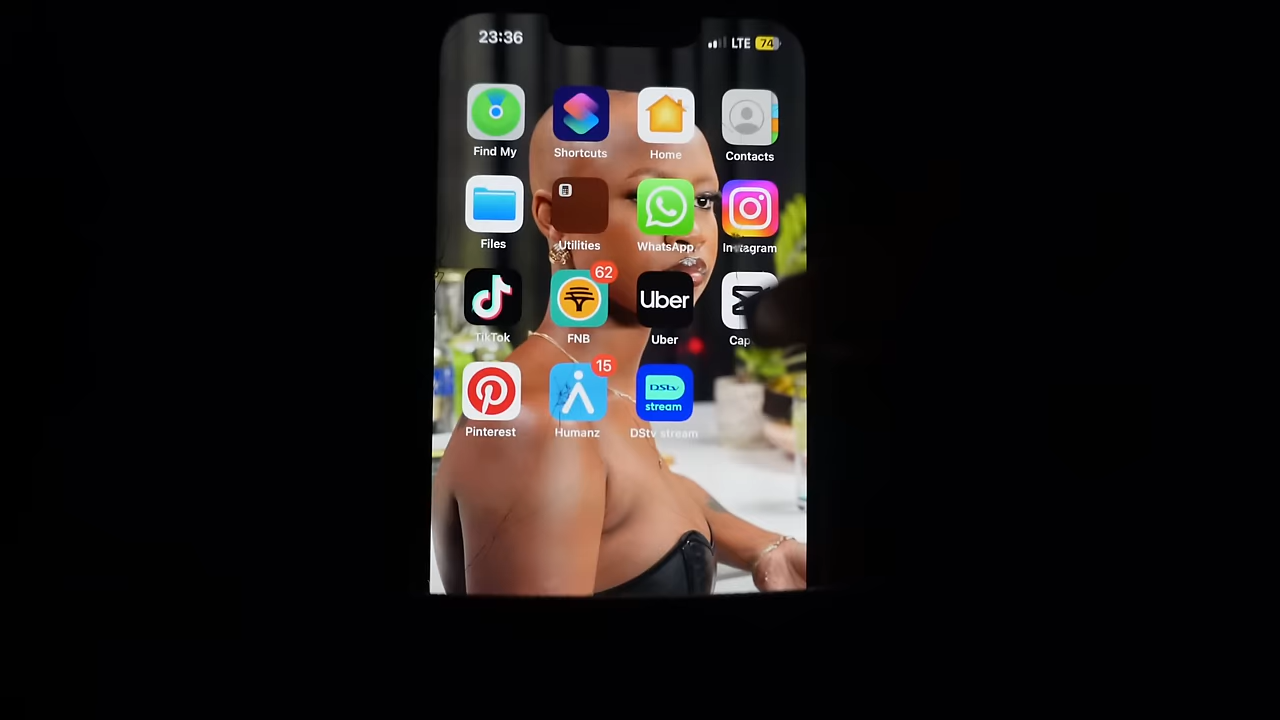 23:36 LTE 74
Find My Shortcuts Home Contacts
Files Utilities WhatsApp Instagram
62
Uber
TikTok FNB Uber Cap
15
DStv
stream
Pinterest Humanz DStv stream